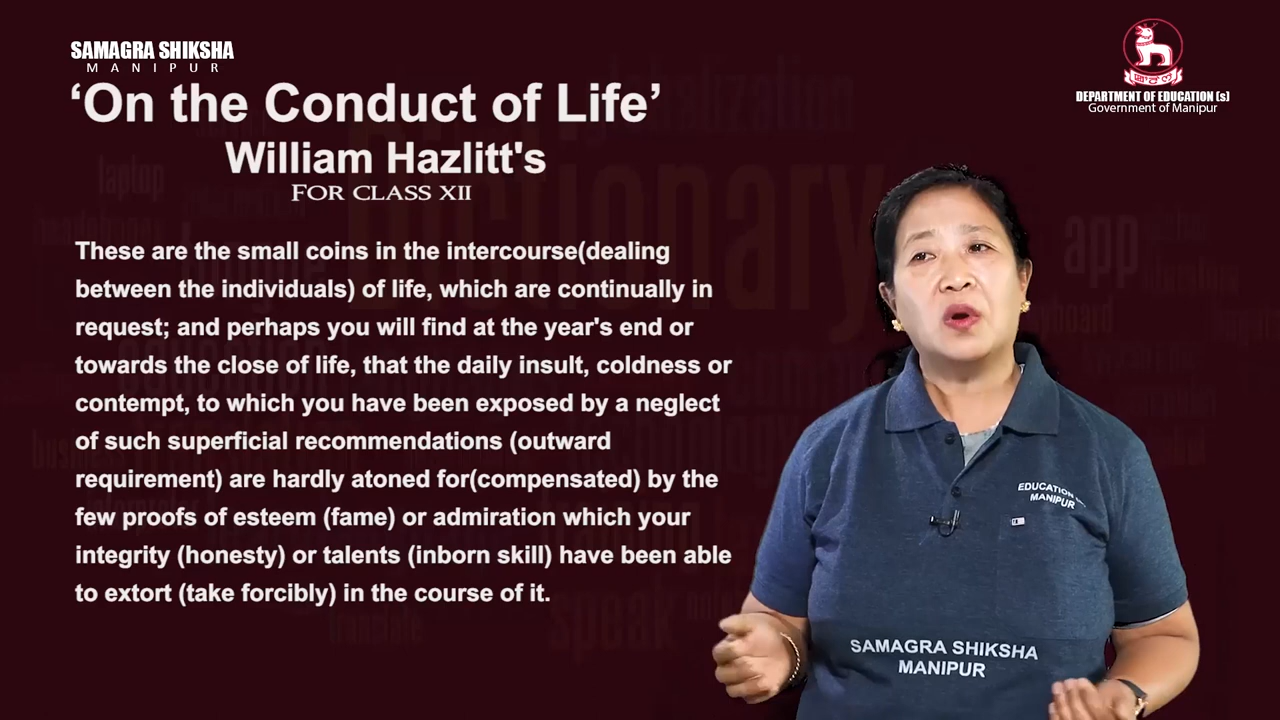 SAMAGRA SHIKSHA
MANIPUR
‘On the Conduct of Life’
William Hazlitt's
FOR CLASS XII
These are the small coins in the intercourse(dealing
between the individuals) of life, which are continually in
request; and perhaps you will find at the year's end or
towards the close of life, that the daily insult, coldness or
contempt, to which you have been exposed by a neglect
of such superficial recommendations (outward
requirement) are hardly atoned for(compensated) by the
few proofs of esteem (fame) or admiration which your
integrity (honesty) or talents (inborn skill) have been able
to extort (take forcibly) in the course of it.
DEPARTMENT OF EDUCATION (s)
Government of Manipur
EDUCATION
MANIPUR
SAMAGRA SHIKSHA
MANIPUR
laptop
Dictionary
app
speak
translate